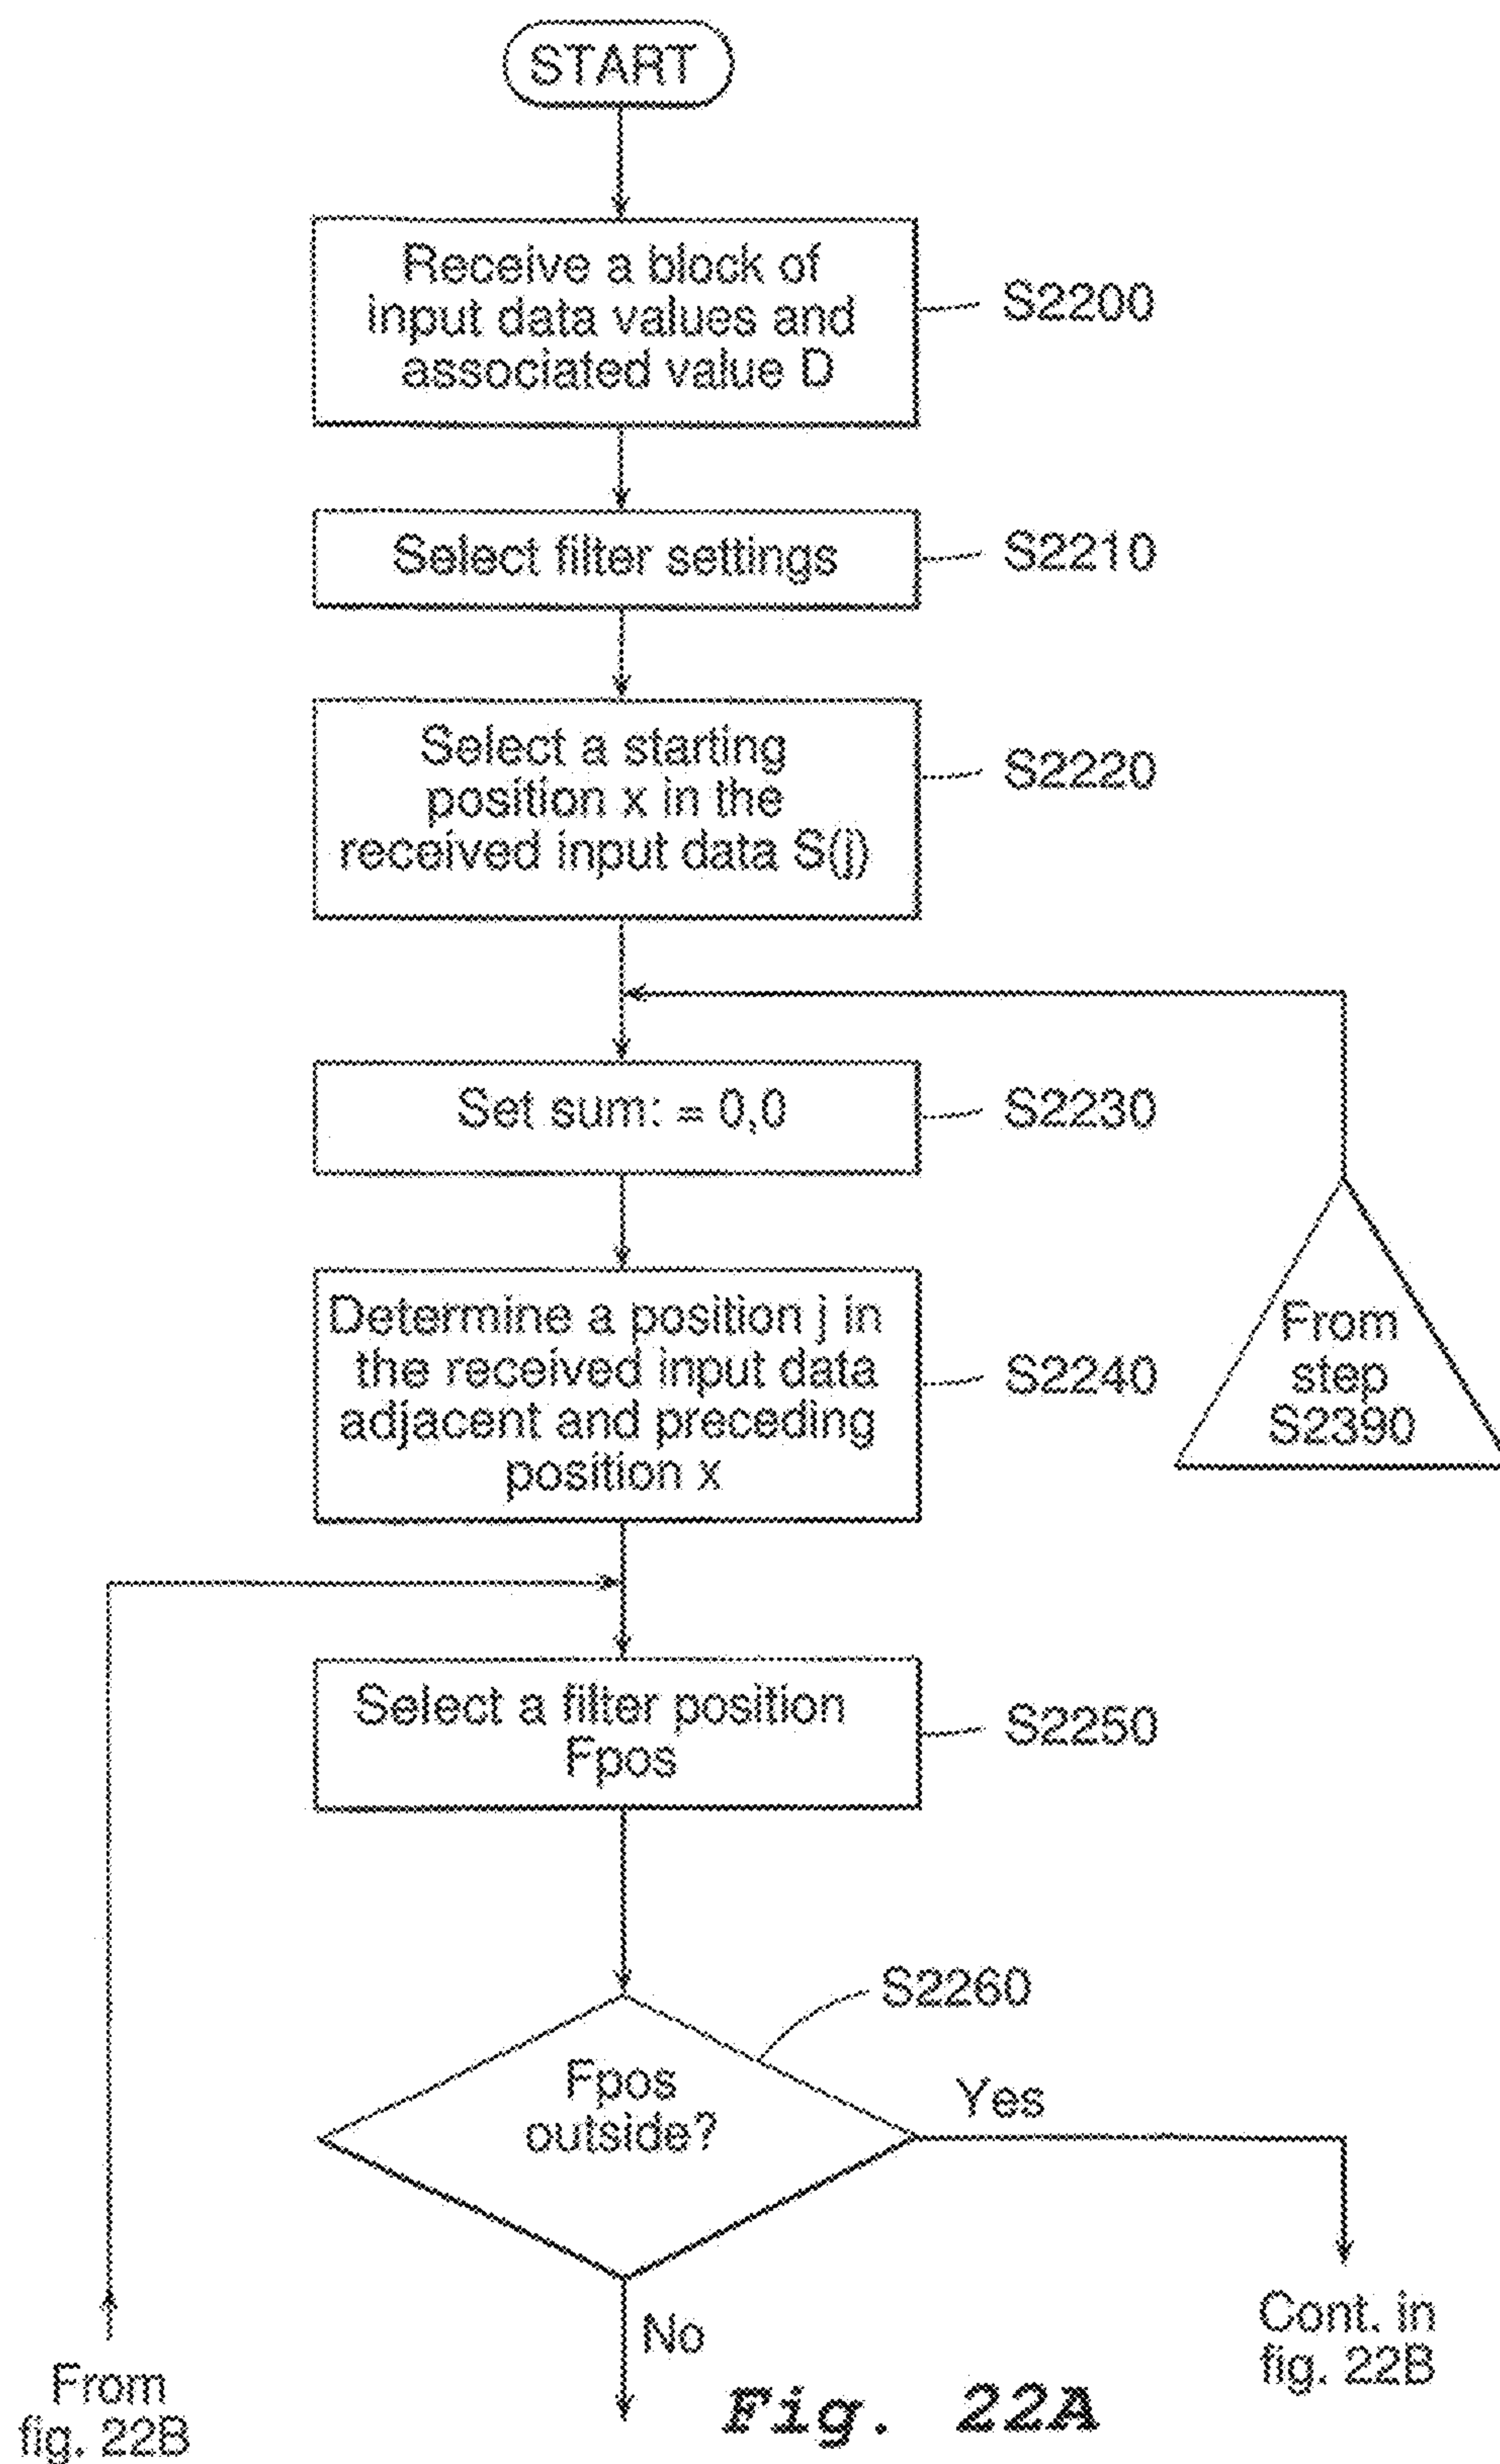 START
Receive a block of
input data values and
associated value D
S2200
Select filter settings
S2210
Select a starting
position x in the
received input data S(j)
S2220
Set sum: = 0,0
S2230
Determine a position j in
the received input data
adjacent and preceding
position x
S2240
From
step
S2390
Select a filter position
Fpos
S2250
S2260
Fpos
outside?
Yes
No
Cont. in
fig. 22B
From
fig. 22B
Fig. 22A